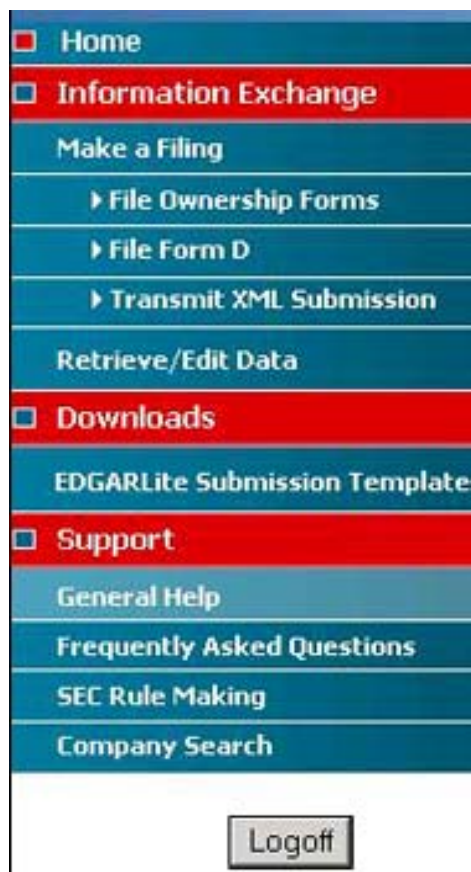 Home
Information Exchange
Make a Filing
File Ownership Forms
File Form D
Transmit XML Submission
Retrieve/Edit Data
Downloads
EDGARLite Submission Template
Support
General Help
Frequently Asked Questions
SEC Rule Making
Company Search
Logoff